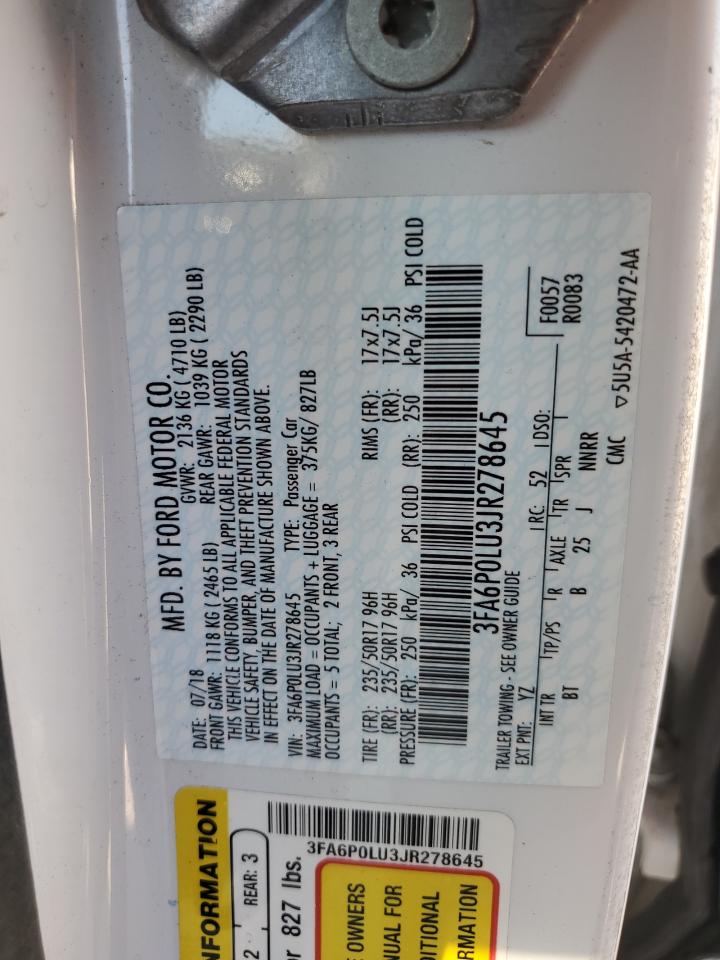 MFD. BY FORD MOTOR CO.
DATE: 07/18 GVWR: 2136 KG ( 4710 LB)
FRONT GAWR: 1118 KG ( 2465 LB) REAR GAWR: 1039 KG ( 2290 LB)
THIS VEHICLE CONFORMS TO ALL APPLICABLE FEDERAL MOTOR
VEHICLE SAFETY, BUMPER, AND THEFT PREVENTION STANDARDS
IN EFFECT ON THE DATE OF MANUFACTURE SHOWN ABOVE.
VIN: 3FA6P0LU3JR278645 TYPE: Passenger Car
MAXIMUM LOAD = OCCUPANTS + LUGGAGE = 375KG/ 827LB
OCCUPANTS = 5 TOTAL; 2 FRONT, 3 REAR
TIRE (FR): 235/50R17 96H RIMS (FR): 17x7.5J
(RR): 235/50R17 96H (RR): 17x7.5J
PRESSURE (FR): 250 kPa/ 36 PSI COLD (RR): 250 kPa/ 36 PSI COLD
3FA6P0LU3JR278645
TRAILER TOWING - SEE OWNER GUIDE
EXT PNT: YZ RC: 52 DSO: F0057
R0083
INT TR TP/PS R AXLE TR SPR
BT B 25 J NNRR
CMC ▽5U5A-5420472-AA
NFORMATION
2 REAR: 3
or 827 lbs.
3FA6P0LU3JR278645
OWNERS
NUAL FOR
DITIONAL
RMATION